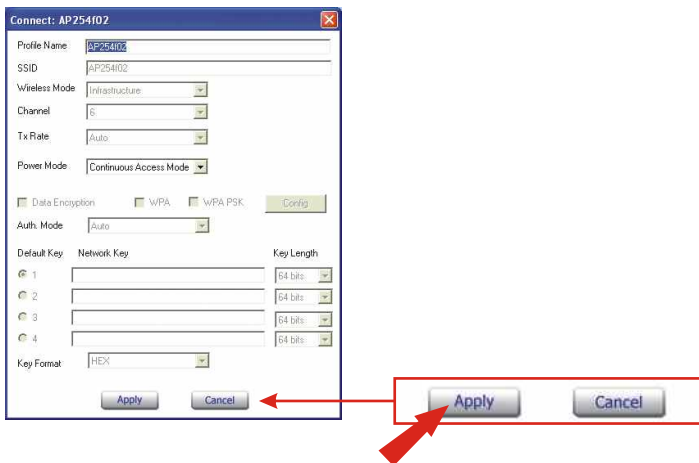 Connect: AP254f02
Profile Name AP254f02
SSID AP254f02
Wireless Mode Infrastructure
Channel 6
Tx Rate Auto
Power Mode Continuous Access Mode
Data Encryption WPA WPA PSK Config
Auth. Mode Auto
Default Key Network Key Key Length
1 64 bits
2 64 bits
3 64 bits
4 64 bits
Key Format HEX
Apply Cancel
Apply Cancel